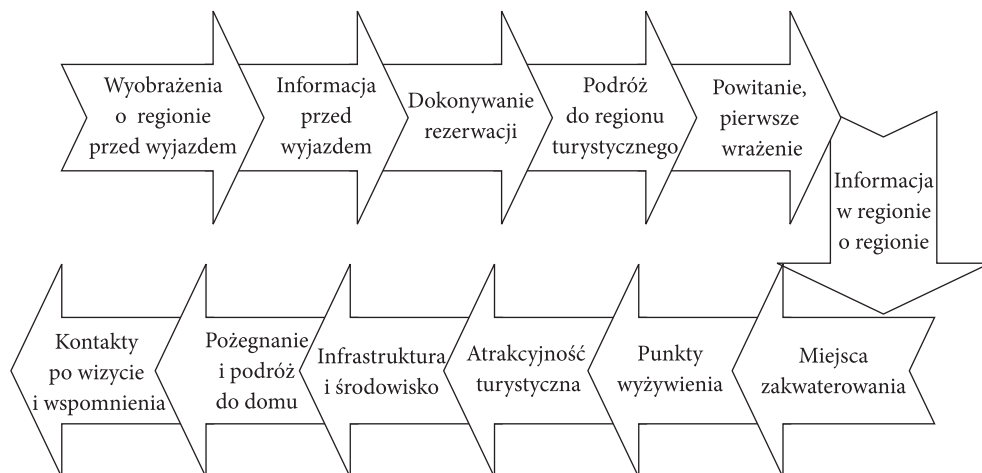 Wyobrażenia
o regionie
przed wyjazdem
Informacja
przed
wyjazdem
Dokonywanie
rezerwacji
Podróż
do regionu
turystycznego
Powitanie,
pierwsze
wrażenie
Informacja
w regionie
o regionie
Miejsca
zakwaterowania
Punkty
wyżywienia
Atrakcyjność
turystyczna
Infrastruktura
i środowisko
Pożegnanie
i podróż
do domu
Kontakty
po wizycie
i wspomnienia